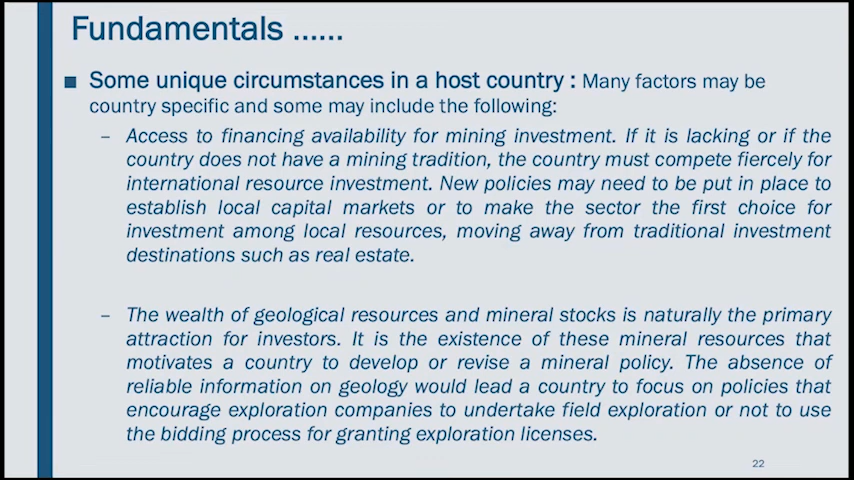 Fundamentals ......
■ Some unique circumstances in a host country : Many factors may be
country specific and some may include the following:
– Access to financing availability for mining investment. If it is lacking or if the
country does not have a mining tradition, the country must compete fiercely for
international resource investment. New policies may need to be put in place to
establish local capital markets or to make the sector the first choice for
investment among local resources, moving away from traditional investment
destinations such as real estate.
– The wealth of geological resources and mineral stocks is naturally the primary
attraction for investors. It is the existence of these mineral resources that
motivates a country to develop or revise a mineral policy. The absence of
reliable information on geology would lead a country to focus on policies that
encourage exploration companies to undertake field exploration or not to use
the bidding process for granting exploration licenses.
22